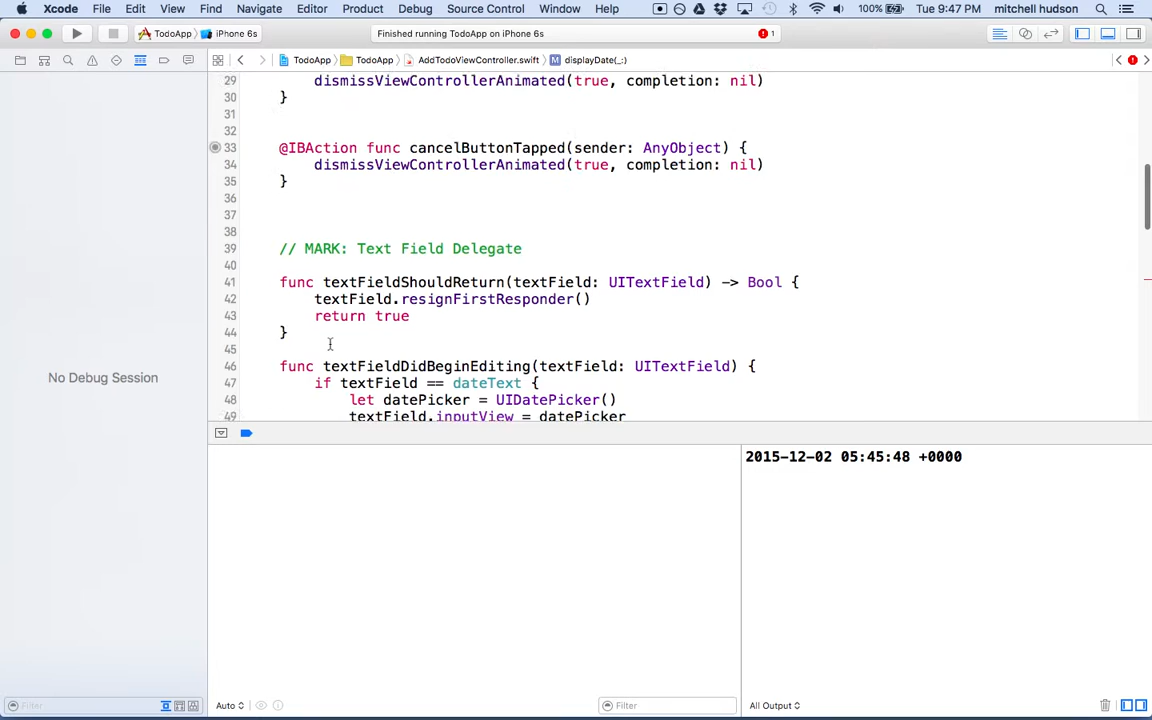 Xcode File Edit View Find Navigate Editor Product Debug Source Control Window Help 100% Tue 9:47 PM mitchell hudson
TodoApp iPhone 6s Finished running TodoApp on iPhone 6s 1
TodoApp TodoApp AddTodoViewController.swift M displayDate(_:)
29 dismissViewControllerAnimated(true, completion: nil)
30 }
31
32
33 @IBAction func cancelButtonTapped(sender: AnyObject) {
34 dismissViewControllerAnimated(true, completion: nil)
35 }
36
37
38
39 // MARK: Text Field Delegate
40
41 func textFieldShouldReturn(textField: UITextField) -> Bool {
42 textField.resignFirstResponder()
43 return true
44 }
45
46 func textFieldDidBeginEditing(textField: UITextField) {
47 if textField == dateText {
48 let datePicker = UIDatePicker()
49 textField.inputView = datePicker
No Debug Session
2015-12-02 05:45:48 +0000
Filter Auto Filter All Output